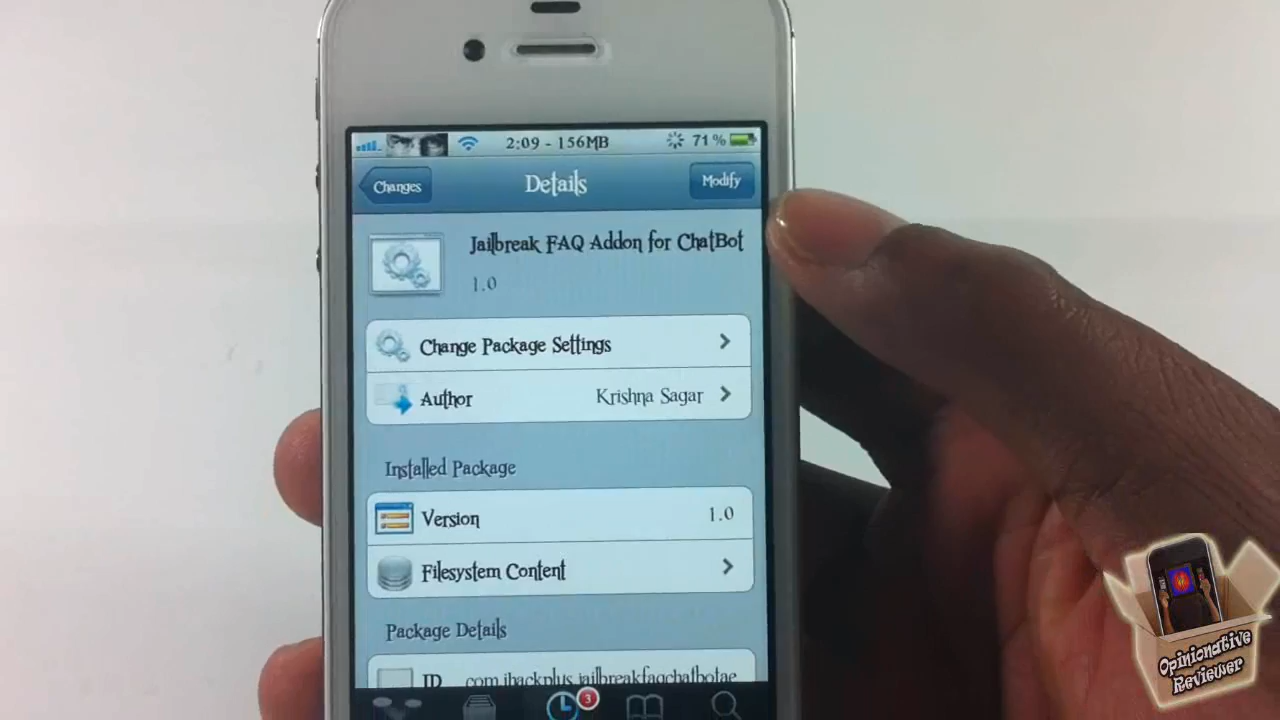 2:09 - 156MB
71%
Changes
Details
Modify
Jailbreak FAQ Addon for ChatBot
1.0
Change Package Settings
Author
Krishna Sagar
Installed Package
Version
1.0
Filesystem Content
Package Details
ID
3
Opinionative
Reviewer